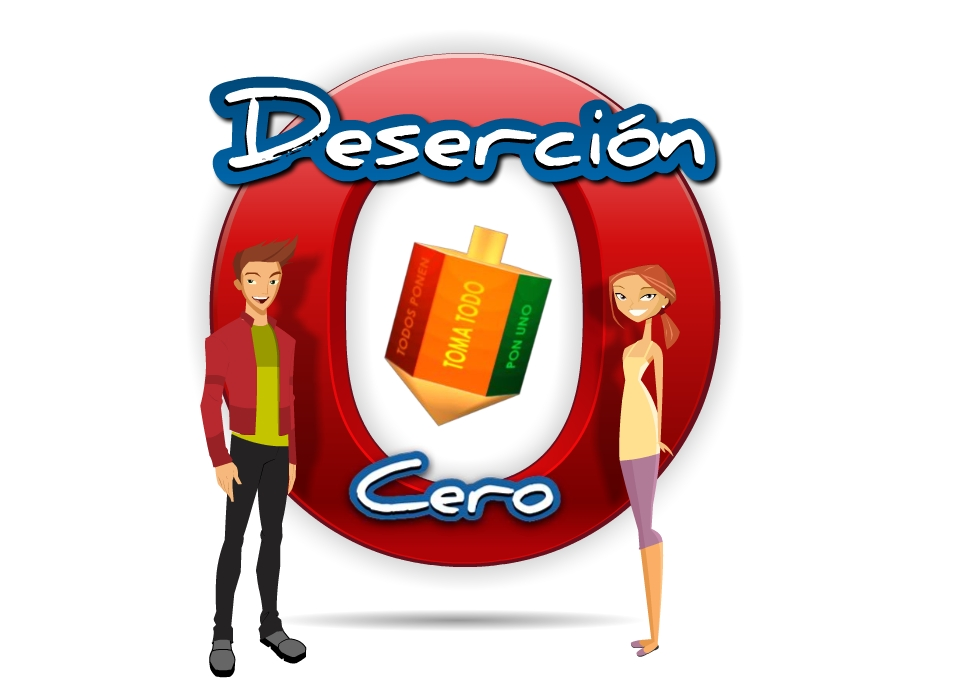 Deserción
TODOS PONEN
TOMA TODO
PON UNO
Cero